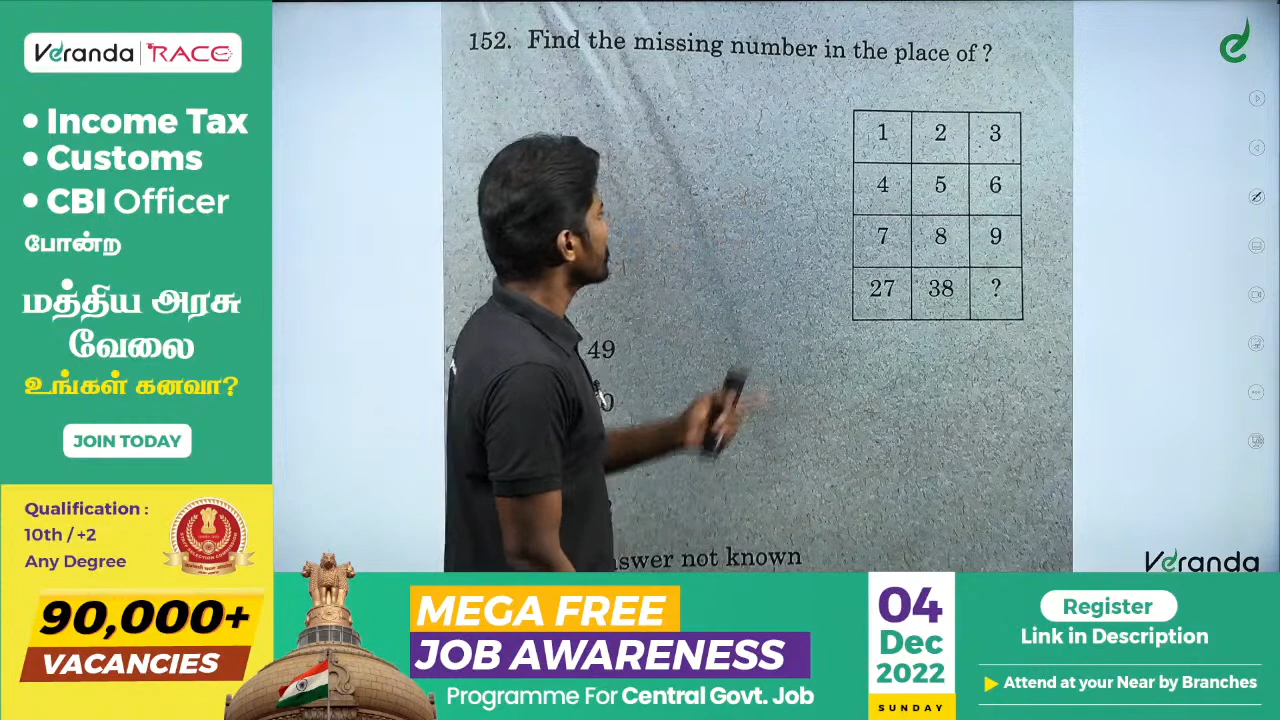 Veranda RACE
• Income Tax
• Customs
• CBI Officer
போன்ற
மத்திய அரசு
வேலை
உங்கள் கனவா?
JOIN TODAY
Qualification :
10th / +2
Any Degree
90,000+
VACANCIES
152. Find the missing number in the place of ?
1 2 3
4 5 6
7 8 9
27 38 ?
49
not known
Veranda
MEGA FREE
JOB AWARENESS
Programme For Central Govt. Job
04
Dec
2022
SUNDAY
Register
Link in Description
Attend at your Near by Branches